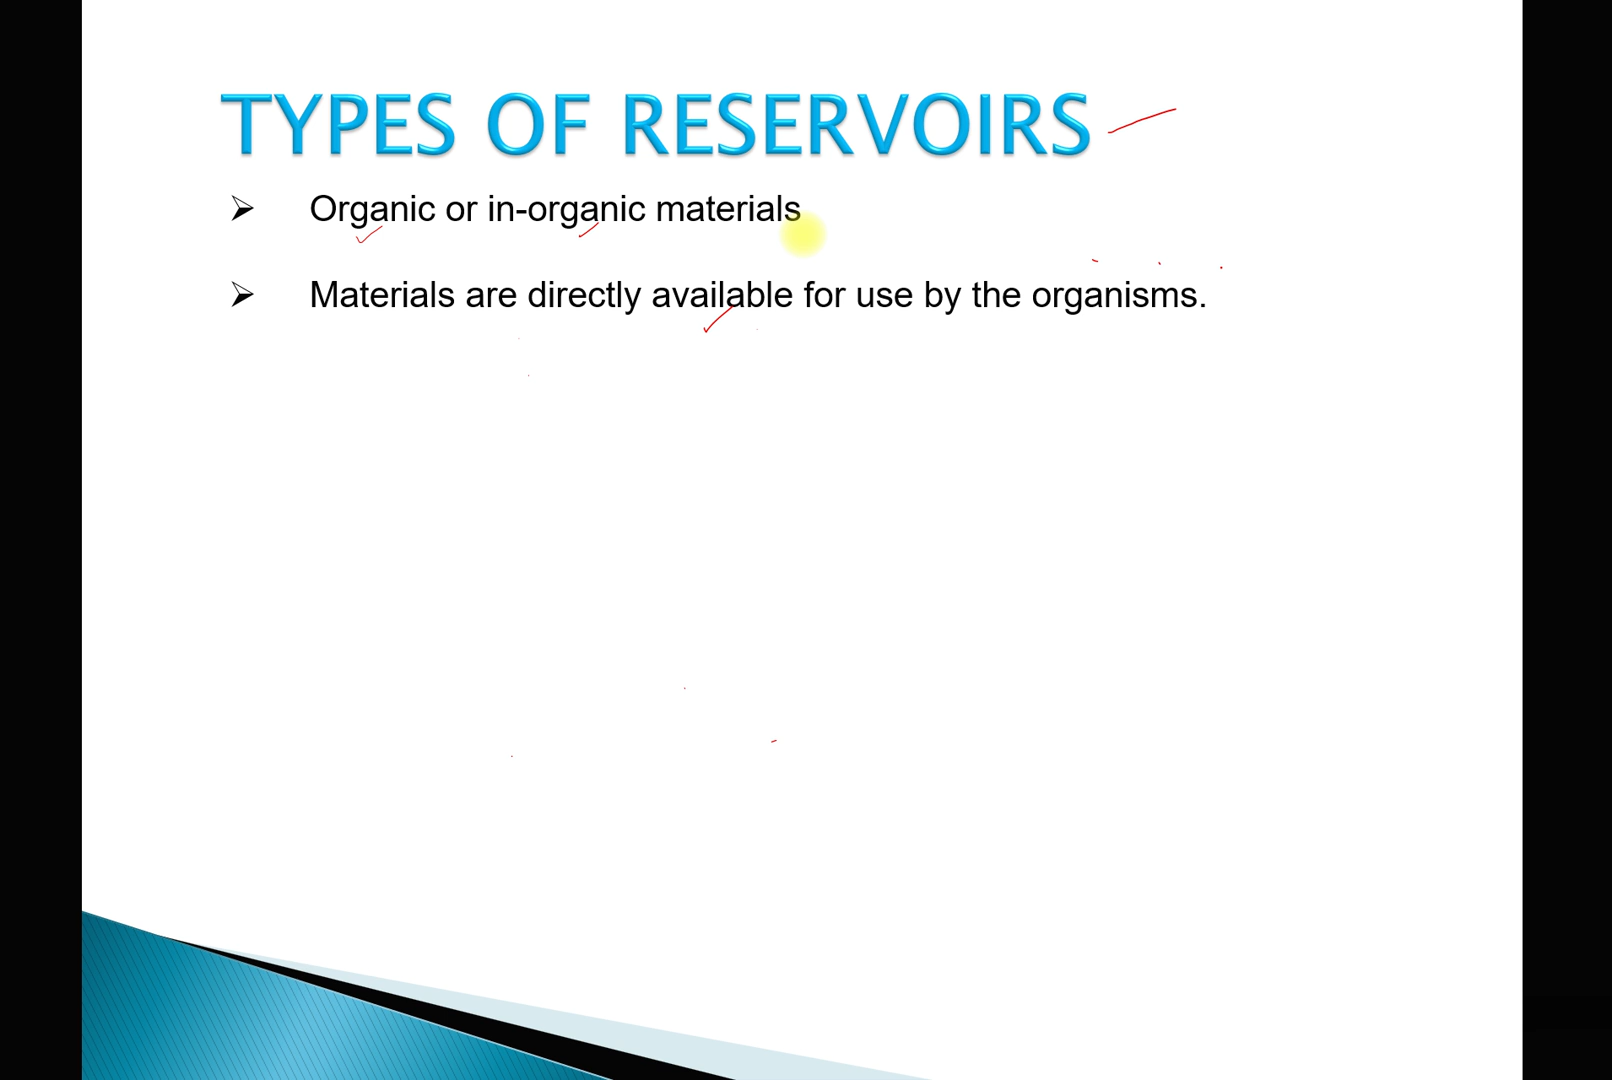 TYPES OF RESERVOIRS
➢ Organic or in-organic materials
➢ Materials are directly available for use by the organisms.